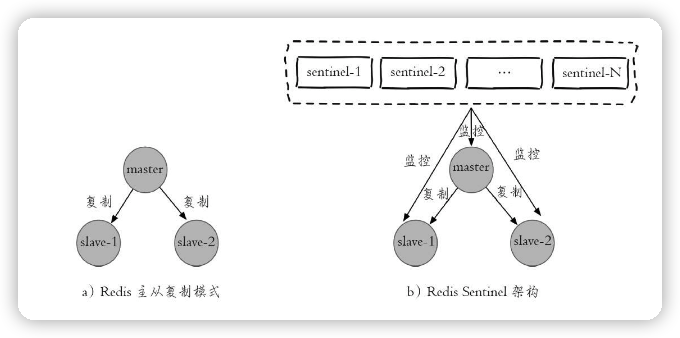 sentinel-1
sentinel-2
…
sentinel-N
监控
监控
监控
master
复制
复制
slave-1
slave-2
a）Redis 主从复制模式
master
复制
复制
slave-1
slave-2
b）Redis Sentinel 架构